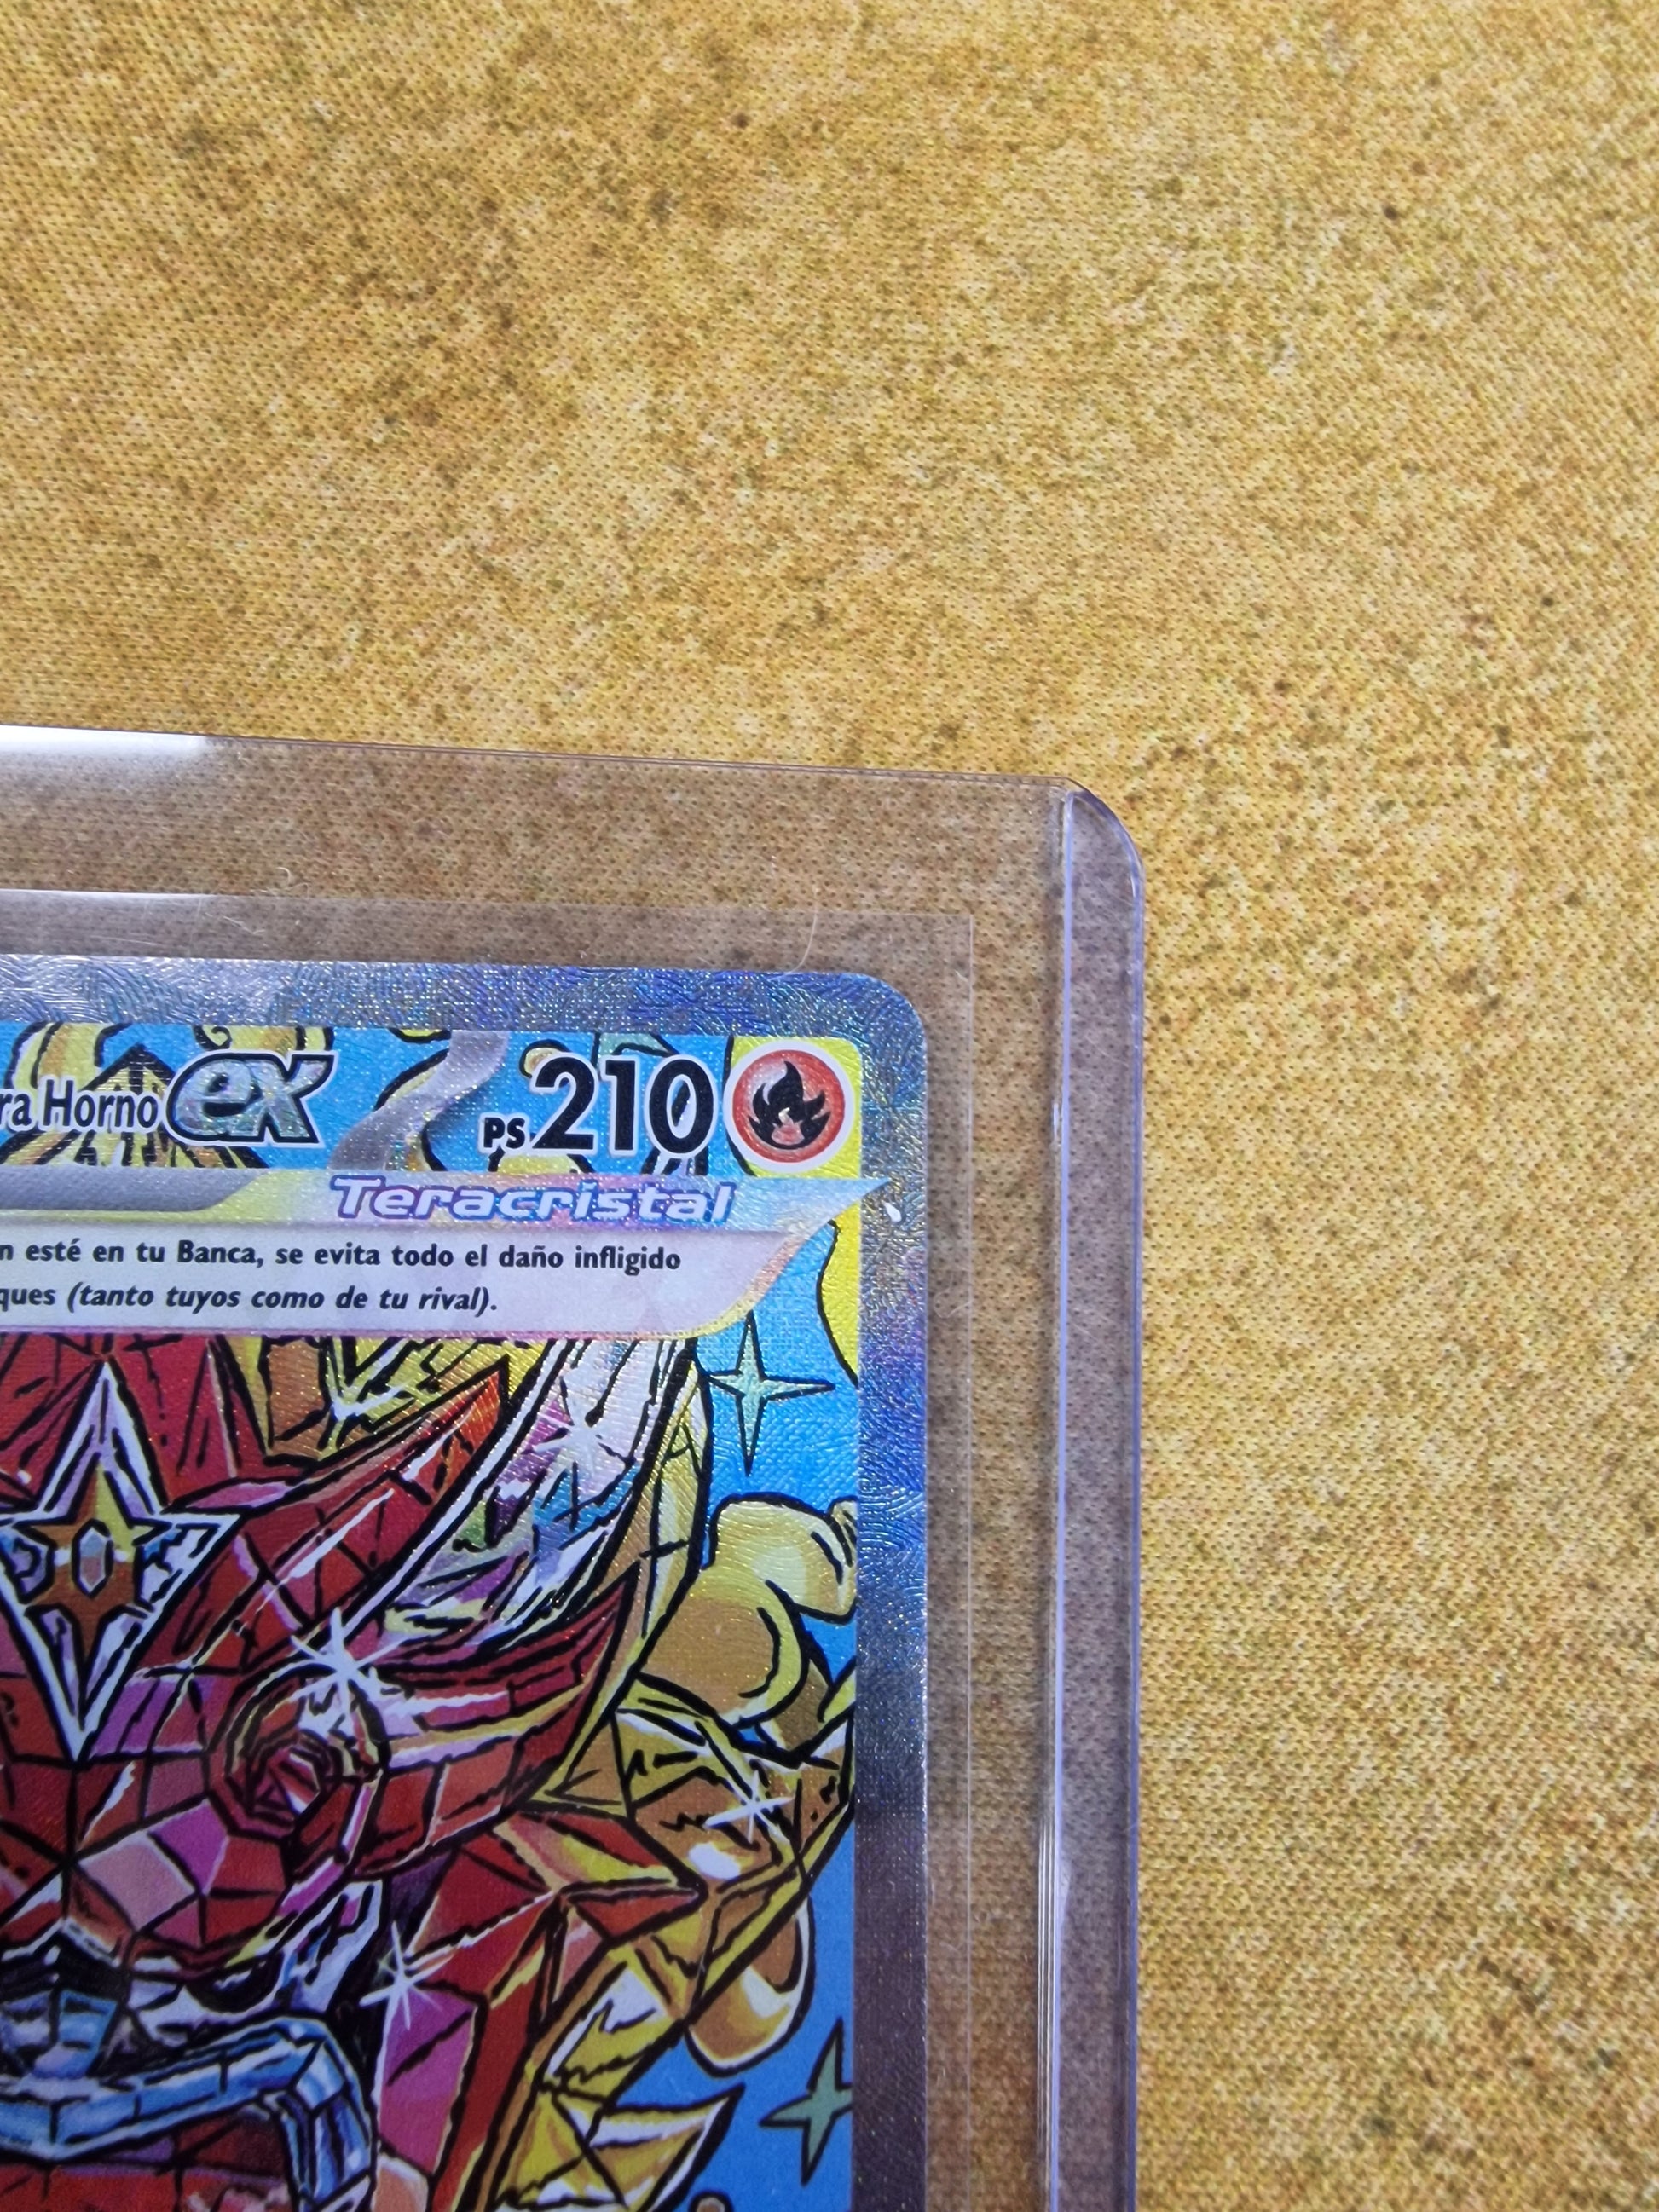 ra Horno ex PS 210
Teracristal
n esté en tu Banca, se evita todo el daño infligido
ques (tanto tuyos como de tu rival).